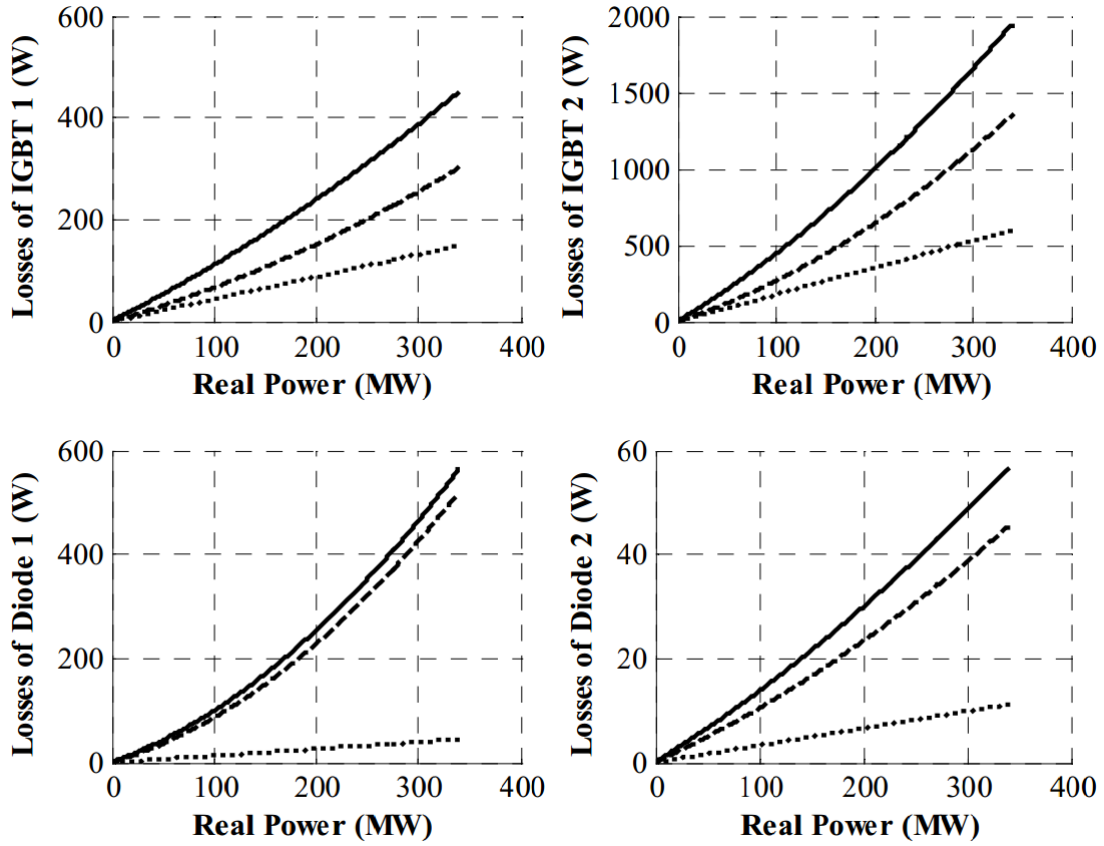 Losses of IGBT 1 (W)
600
400
200
0
0 100 200 300 400
Real Power (MW)
Losses of IGBT 2 (W)
2000
1500
1000
500
0
0 100 200 300 400
Real Power (MW)
Losses of Diode 1 (W)
600
400
200
0
0 100 200 300 400
Real Power (MW)
Losses of Diode 2 (W)
60
40
20
0
0 100 200 300 400
Real Power (MW)